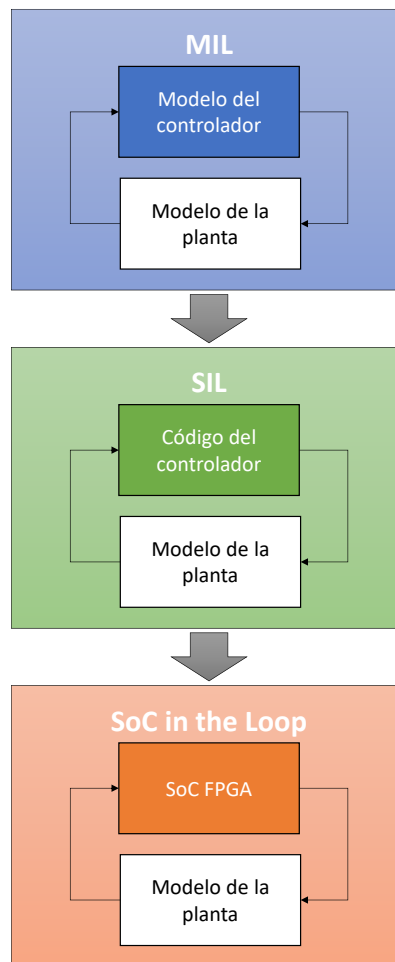 MIL
Modelo del
controlador
Modelo de la
planta
SIL
Código del
controlador
Modelo de la
planta
SoC in the Loop
SoC FPGA
Modelo de la
planta